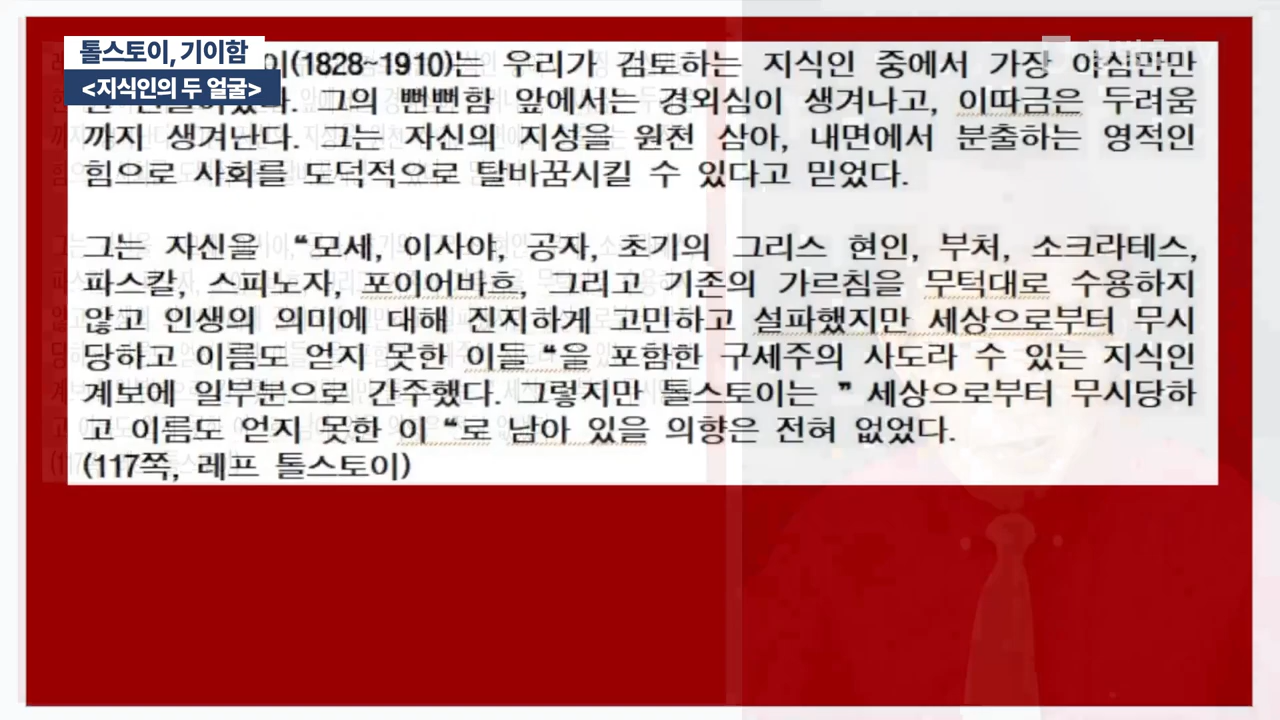 톨스토이, 기이함
<지식인의 두 얼굴>
이(1828~1910)는 우리가 검토하는 지식인 중에서 가장 야심만만
그의 뻔뻔함 앞에서는 경외심이 생겨나고, 이따금은 두려움
까지 생겨난다. 그는 자신의 지성을 원천 삼아, 내면에서 분출하는 영적인
힘으로 사회를 도덕적으로 탈바꿈시킬 수 있다고 믿었다.
그는 자신을 “모세, 이사야, 공자, 초기의 그리스 현인, 부처, 소크라테스,
파스칼, 스피노자, 포이어바흐, 그리고 기존의 가르침을 무턱대로 수용하지
않고 인생의 의미에 대해 진지하게 고민하고 설파했지만 세상으로부터 무시
당하고 이름도 얻지 못한 이들 “을 포함한 구세주의 사도라 수 있는 지식인
계보에 일부분으로 간주했다. 그렇지만 톨스토이는 ” 세상으로부터 무시당하
고 이름도 얻지 못한 이 “로 남아 있을 의향은 전혀 없었다.
(117쪽, 레프 톨스토이)